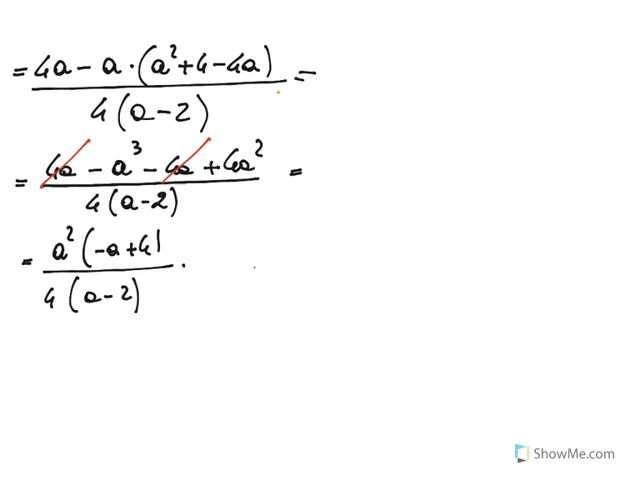 = 4a - a · (a² + 4 - 4a) / 4(a - 2) =
= 4a - a³ - 4a + 4a² / 4(a - 2) =
= a² (-a + 4) / 4(a - 2) .
ShowMe.com